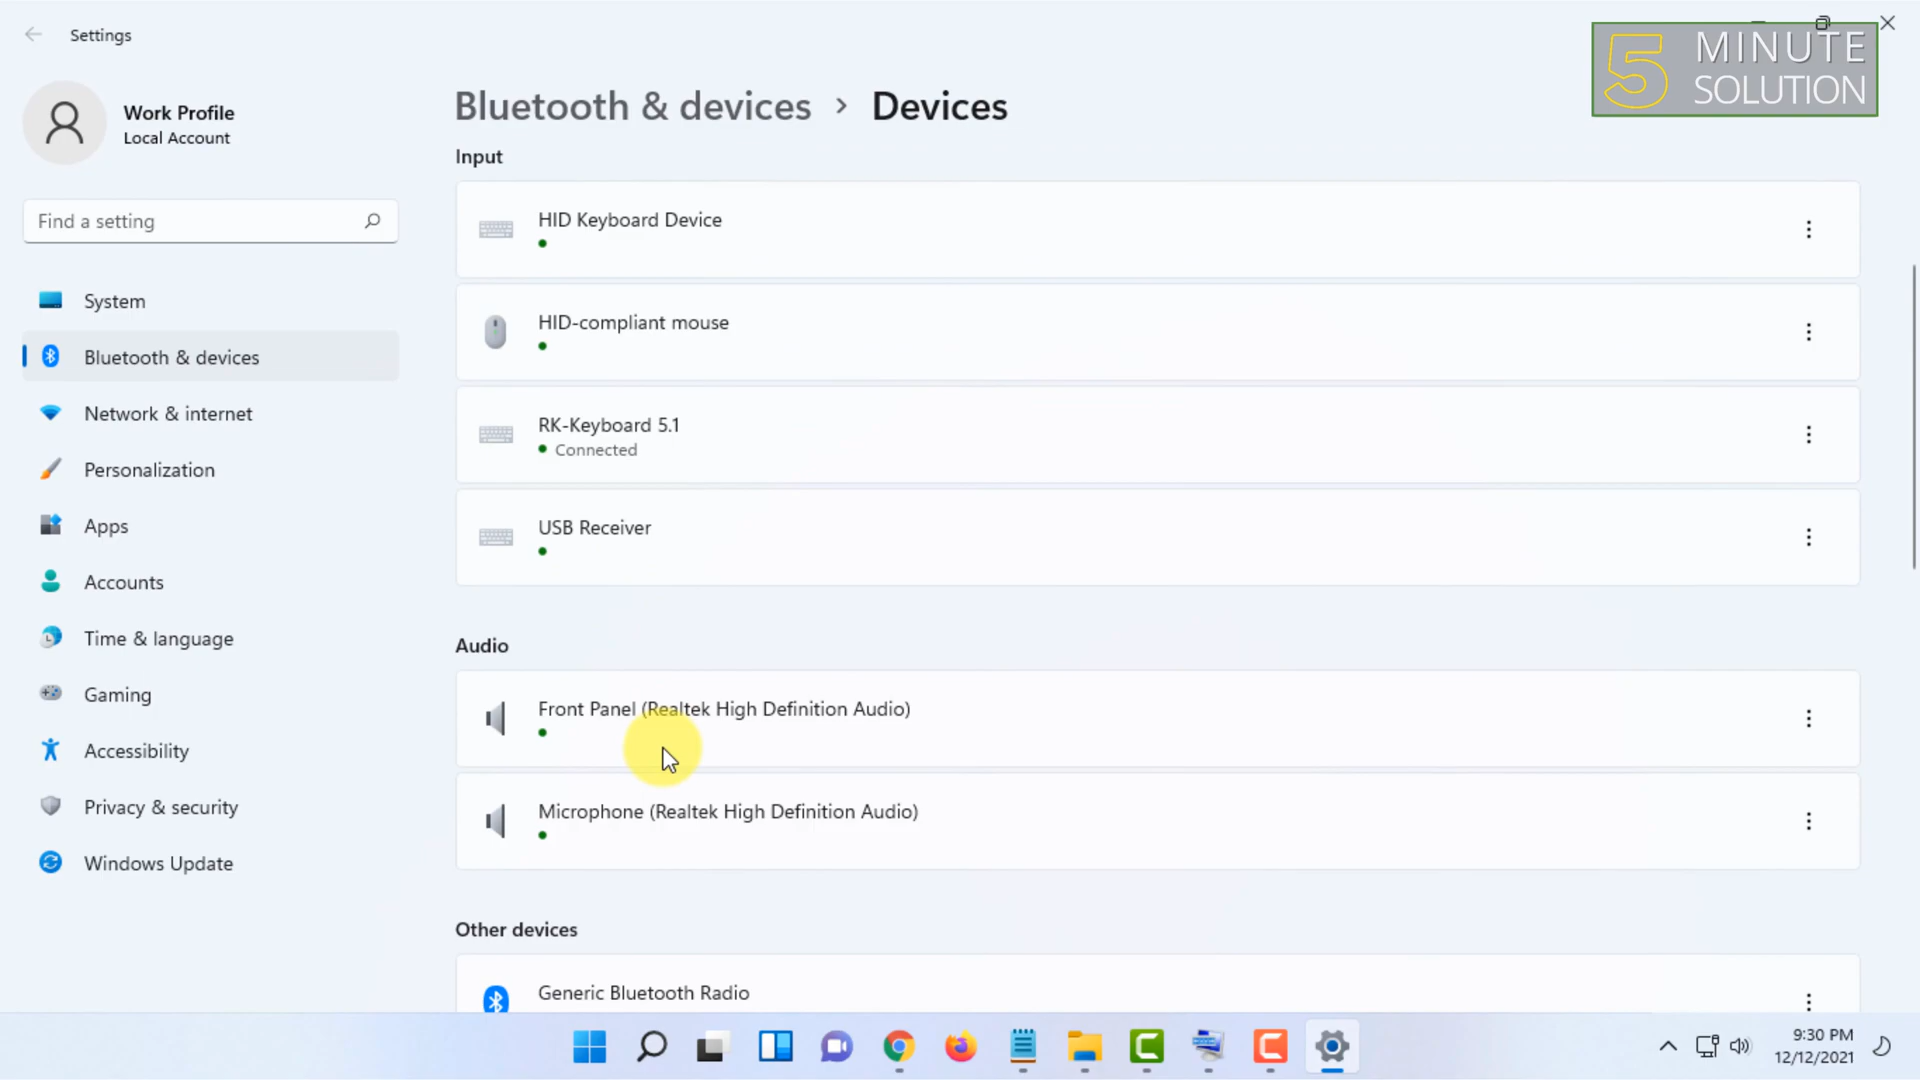 Settings
5 MINUTE
SOLUTION
Work Profile
Local Account
Find a setting
System
Bluetooth & devices
Network & internet
Personalization
Apps
Accounts
Time & language
Gaming
Accessibility
Privacy & security
Windows Update
Bluetooth & devices > Devices
Input
HID Keyboard Device
HID-compliant mouse
RK-Keyboard 5.1
Connected
USB Receiver
Audio
Front Panel (Realtek High Definition Audio)
Microphone (Realtek High Definition Audio)
Other devices
Generic Bluetooth Radio
9:30 PM
12/12/2021